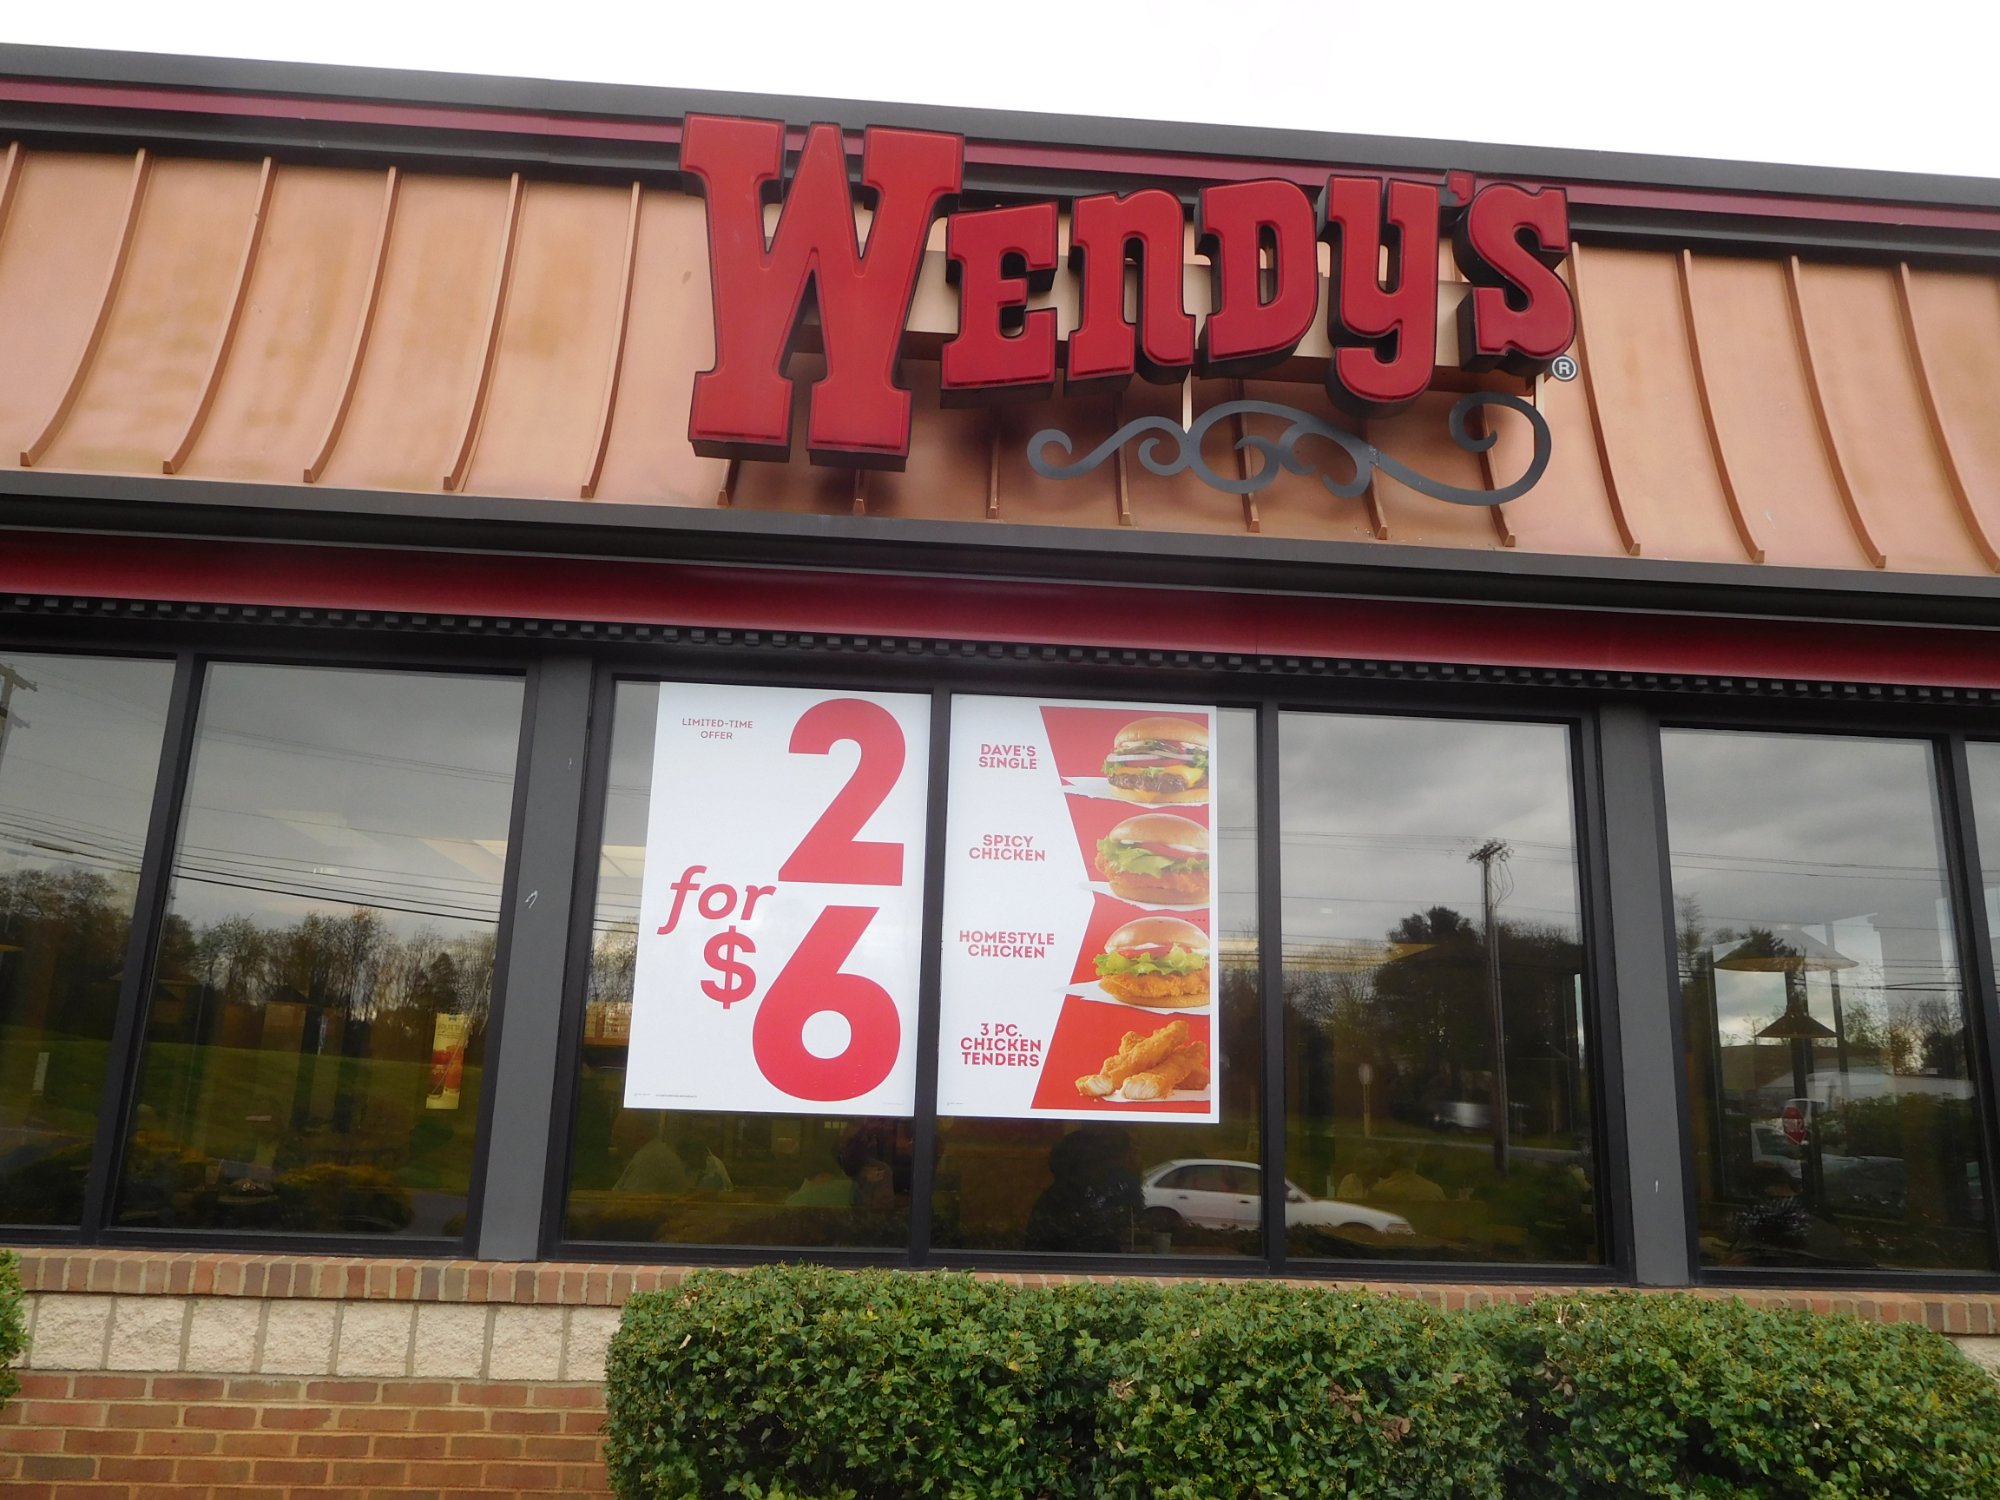 WENDY'S
®
LIMITED-TIME
OFFER
2
for
$6
DAVE'S
SINGLE
SPICY
CHICKEN
HOMESTYLE
CHICKEN
3 PC.
CHICKEN
TENDERS